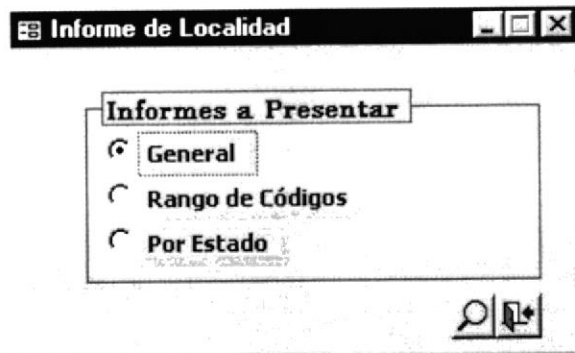 Informe de Localidad
Informes a Presentar
General
Rango de Códigos
Por Estado